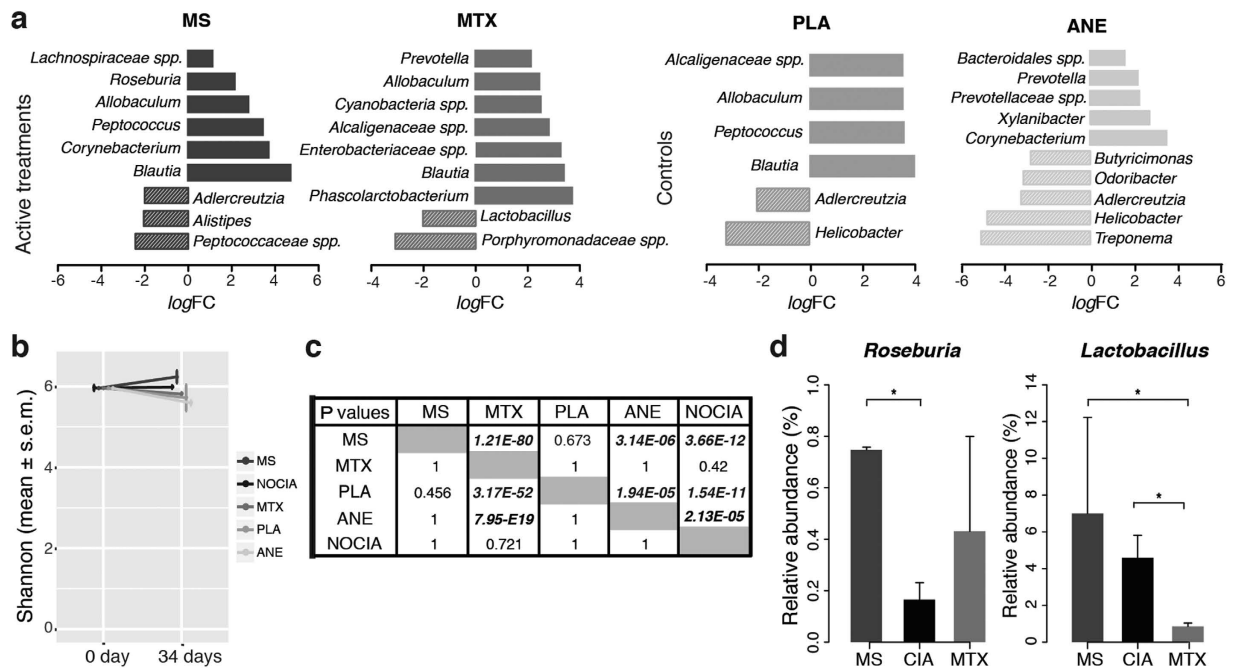 a
MS
MTX
PLA
ANE
Active treatments
Lachnospiraceae spp.
Roseburia
Allobaculum
Peptococcus
Corynebacterium
Blautia
Adlercreutzia
Alistipes
Peptococcaceae spp.
-6 -4 -2 0 2 4 6
logFC
Prevotella
Allobaculum
Cyanobacteria spp.
Alcaligenaceae spp.
Enterobacteriaceae spp.
Blautia
Phascolarctobacterium
Lactobacillus
Porphyromonadaceae spp.
-4 -2 0 2 4
logFC
Controls
Alcaligenaceae spp.
Allobaculum
Peptococcus
Blautia
Adlercreutzia
Helicobacter
-4 -2 0 2 4
logFC
Bacteroidales spp.
Prevotella
Prevotellaceae spp.
Xylanibacter
Corynebacterium
Butyricimonas
Odoribacter
Adlercreutzia
Helicobacter
Treponema
-6 -4 -2 0 2 4 6
logFC
b
Shannon (mean ± s.e.m.)
6
4
2
0
0 day 34 days
MS
NOCIA
MTX
PLA
ANE
c
P values MS MTX PLA ANE NOCIA
MS 1.21E-80 0.673 3.14E-06 3.66E-12
MTX 1 1 1 0.42
PLA 0.456 3.17E-52 1.94E-05 1.54E-11
ANE 1 7.95-E19 1 2.13E-05
NOCIA 1 0.721 1 1
d
Roseburia
Relative abundance (%)
1.0
0.8
0.6
0.4
0.2
0.0
*
MS CIA MTX
Lactobacillus
Relative abundance (%)
14
12
10
8
6
4
2
0
*
*
MS CIA MTX